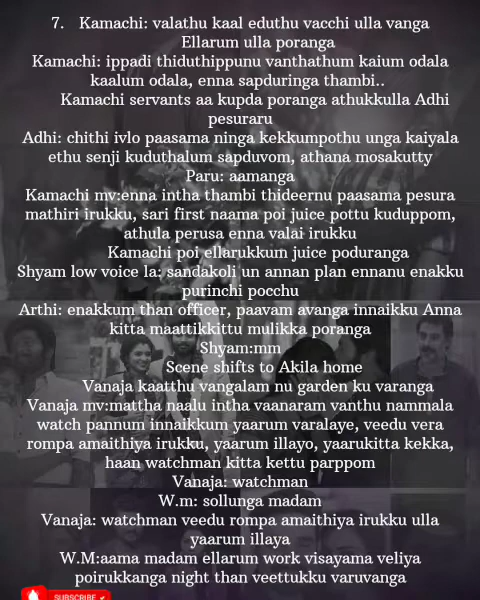 7. Kamachi: valathu kaal eduthu vacchi ulla vanga
Ellarum ulla poranga
Kamachi: ippadi thiduthippunu vanthathum kaium odala
kaalum odala, enna sapduringa thambi..
Kamachi servants aa kupda poranga athukkulla Adhi
pesuraru
Adhi: chithi ivlo paasama ninga kekkumpothu unga kaiyala
ethu senji kuduthalum sapduvom, athana mosakutty
Paru: aamanga
Kamachi mv:enna intha thambi thideernu paasama pesura
mathiri irukku, sari first naama poi juice pottu kuduppom,
athula perusa enna valai irukku
Kamachi poi ellarukkum juice poduranga
Shyam low voice la: sandakoli un annan plan ennanu enakku
purinchi pocchu
Arthi: enakkum than officer, paavam avanga innaikku Anna
kitta maattikkittu mulikka poranga
Shyam:mm
Scene shifts to Akila home
Vanaja kaatthu vangalam nu garden ku varanga
Vanaja mv:mattha naalu intha vaanaram vanthu nammala
watch pannum innaikkum yaarum varalaye, veedu vera
rompa amaithiya irukku, yaarum illayo, yaarukitta kekka,
haan watchman kitta kettu parppom
Vanaja: watchman
W.m: sollunga madam
Vanaja: watchman veedu rompa amaithiya irukku ulla
yaarum illaya
W.M:aama madam ellarum work visayama veliya
poirukkanga night than veettukku varuvanga
SUBSCRIBE